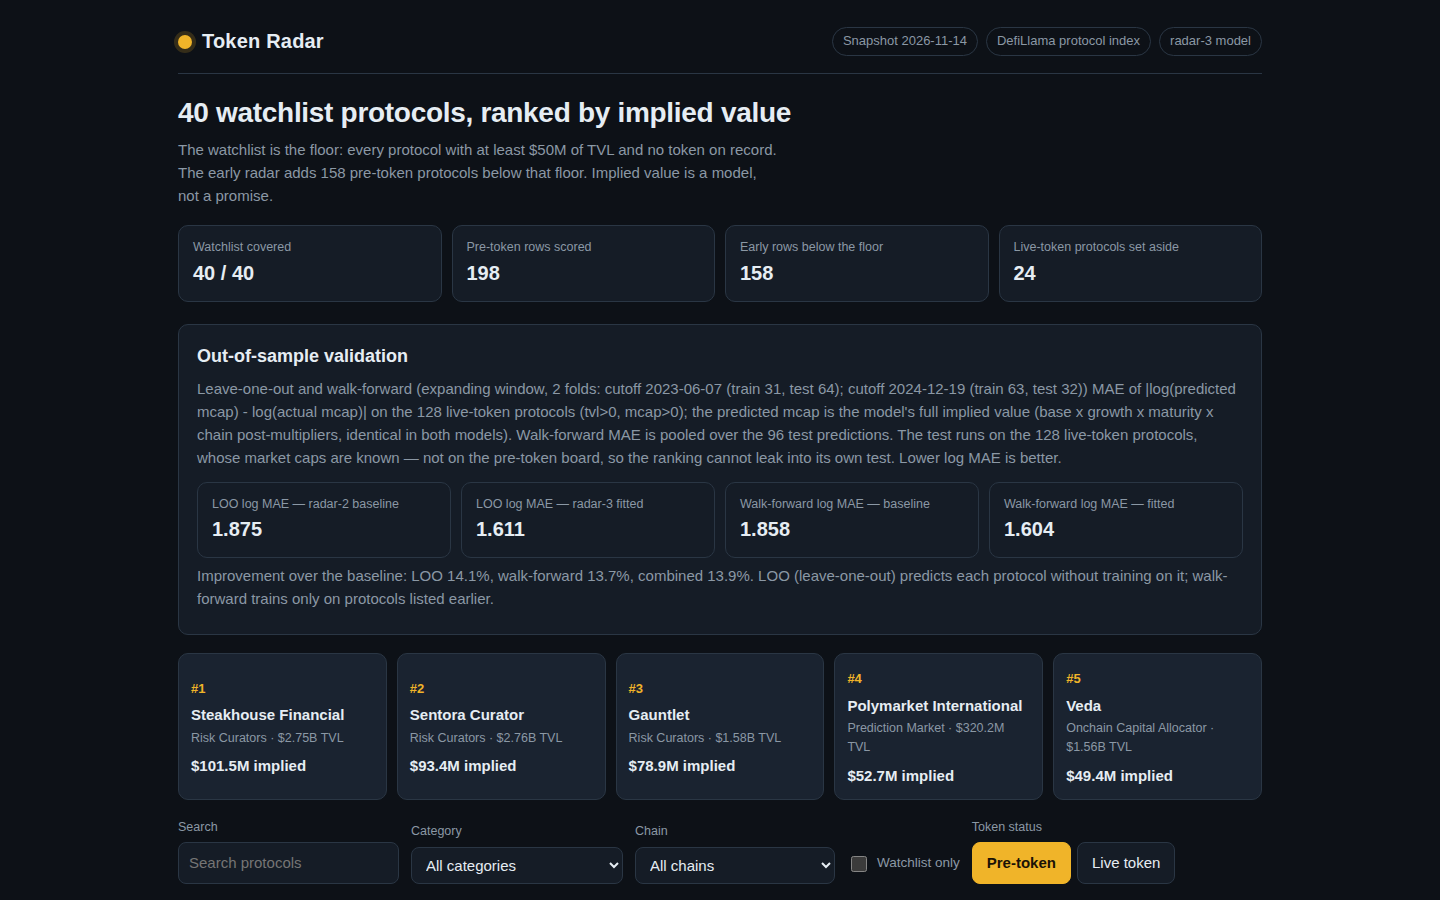 Token Radar
Snapshot 2026-11-14
DefiLlama protocol index
radar-3 model
40 watchlist protocols, ranked by implied value
The watchlist is the floor: every protocol with at least $50M of TVL and no token on record.
The early radar adds 158 pre-token protocols below that floor. Implied value is a model,
not a promise.
Watchlist covered
40 / 40
Pre-token rows scored
198
Early rows below the floor
158
Live-token protocols set aside
24
Out-of-sample validation
Leave-one-out and walk-forward (expanding window, 2 folds: cutoff 2023-06-07 (train 31, test 64); cutoff 2024-12-19 (train 63, test 32)) MAE of |log(predicted
mcap) - log(actual mcap)| on the 128 live-token protocols (tvl>0, mcap>0); the predicted mcap is the model's full implied value (base x growth x maturity x
chain post-multipliers, identical in both models). Walk-forward MAE is pooled over the 96 test predictions. The test runs on the 128 live-token protocols,
whose market caps are known — not on the pre-token board, so the ranking cannot leak into its own test. Lower log MAE is better.
LOO log MAE — radar-2 baseline
1.875
LOO log MAE — radar-3 fitted
1.611
Walk-forward log MAE — baseline
1.858
Walk-forward log MAE — fitted
1.604
Improvement over the baseline: LOO 14.1%, walk-forward 13.7%, combined 13.9%. LOO (leave-one-out) predicts each protocol without training on it; walk-
forward trains only on protocols listed earlier.
#1
Steakhouse Financial
Risk Curators · $2.75B TVL
$101.5M implied
#2
Sentora Curator
Risk Curators · $2.76B TVL
$93.4M implied
#3
Gauntlet
Risk Curators · $1.58B TVL
$78.9M implied
#4
Polymarket International
Prediction Market · $320.2M
TVL
$52.7M implied
#5
Veda
Onchain Capital Allocator ·
$1.56B TVL
$49.4M implied
Search
Search protocols
Category
All categories
Chain
All chains
Watchlist only
Token status
Pre-token
Live token